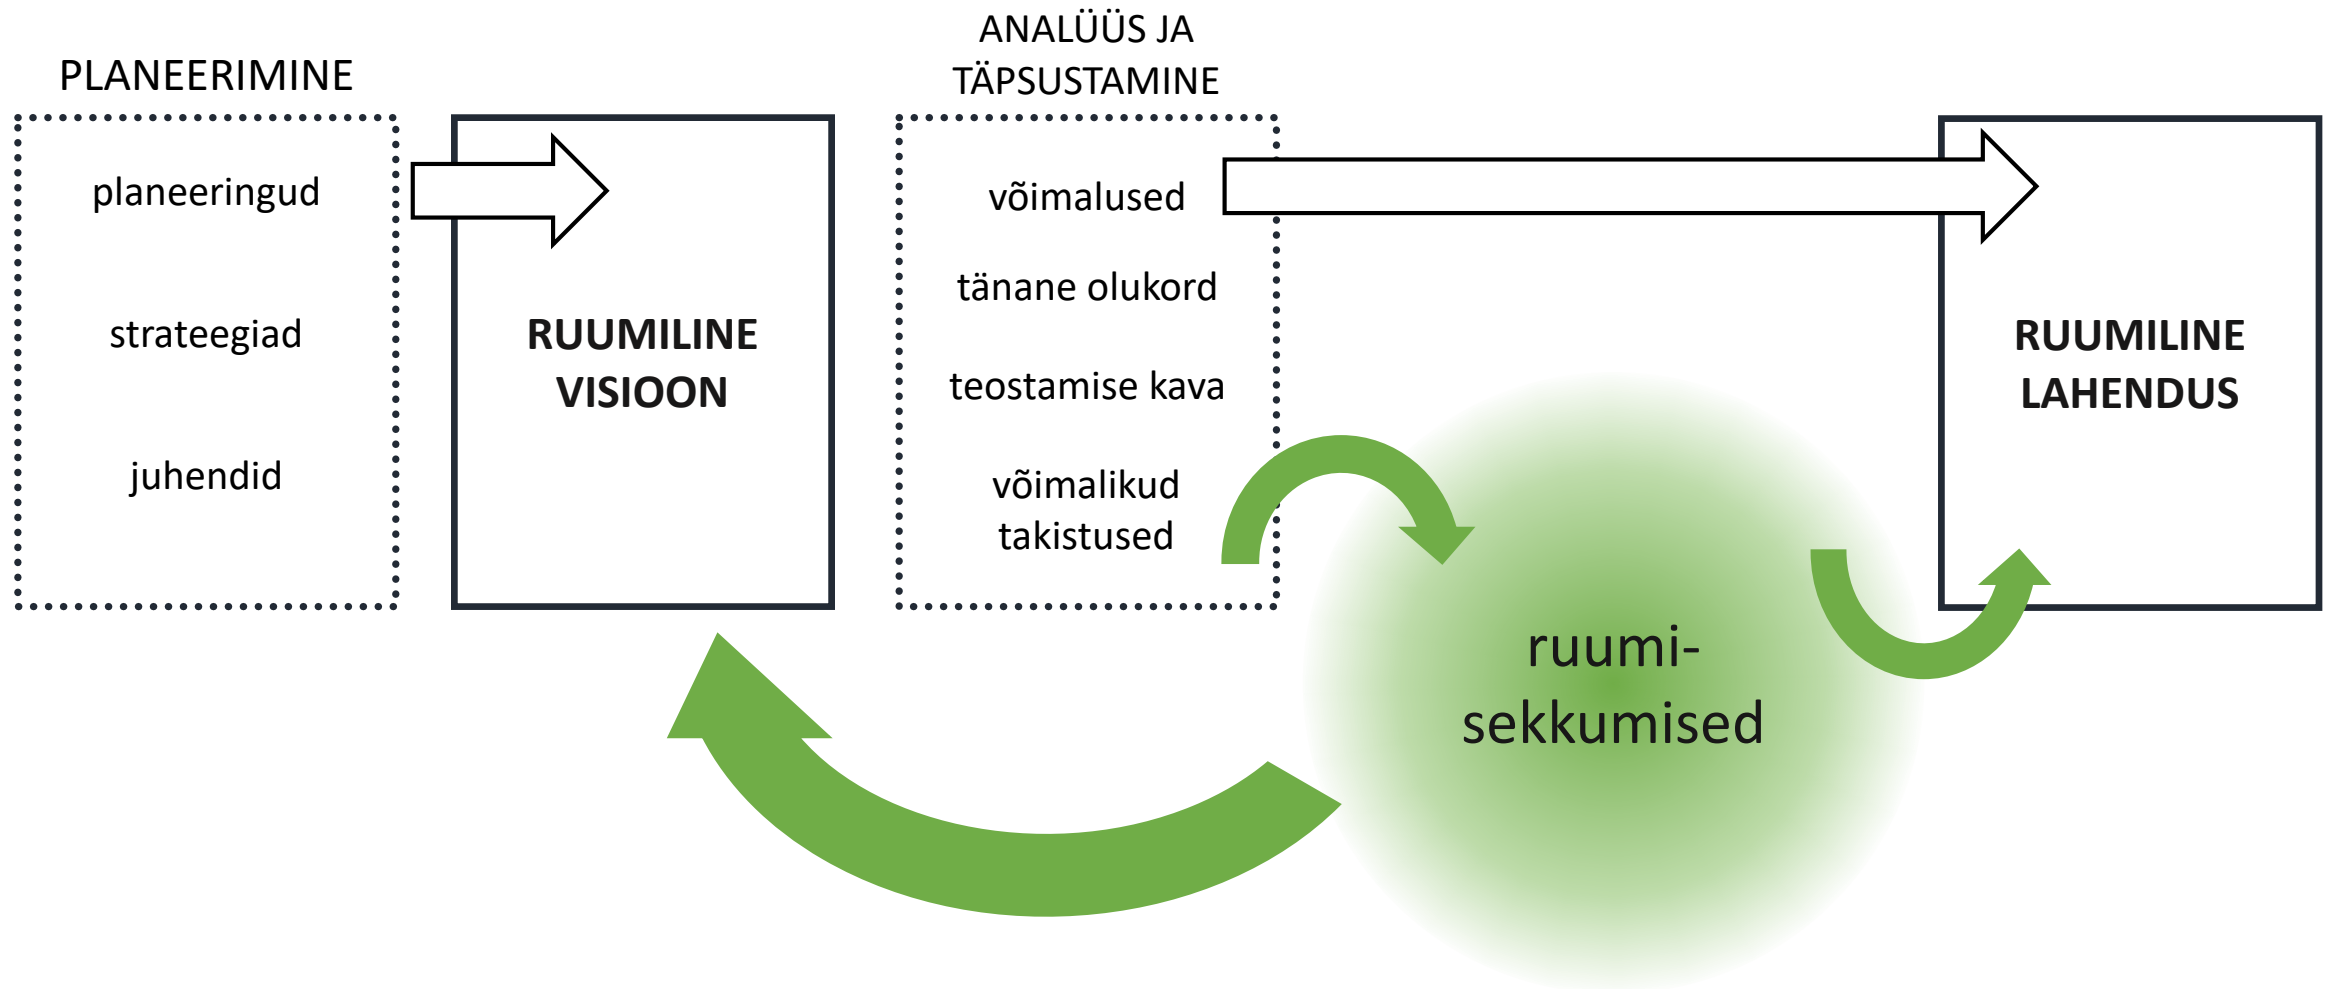 PLANEERIMINE
planeeringud
strateegiad
juhendid
RUUMILINE
VISIOON
ANALÜÜS JA
TÄPSUSTAMINE
võimalused
tänane olukord
teostamise kava
võimalikud
takistused
ruumi-
sekkumised
RUUMILINE
LAHENDUS